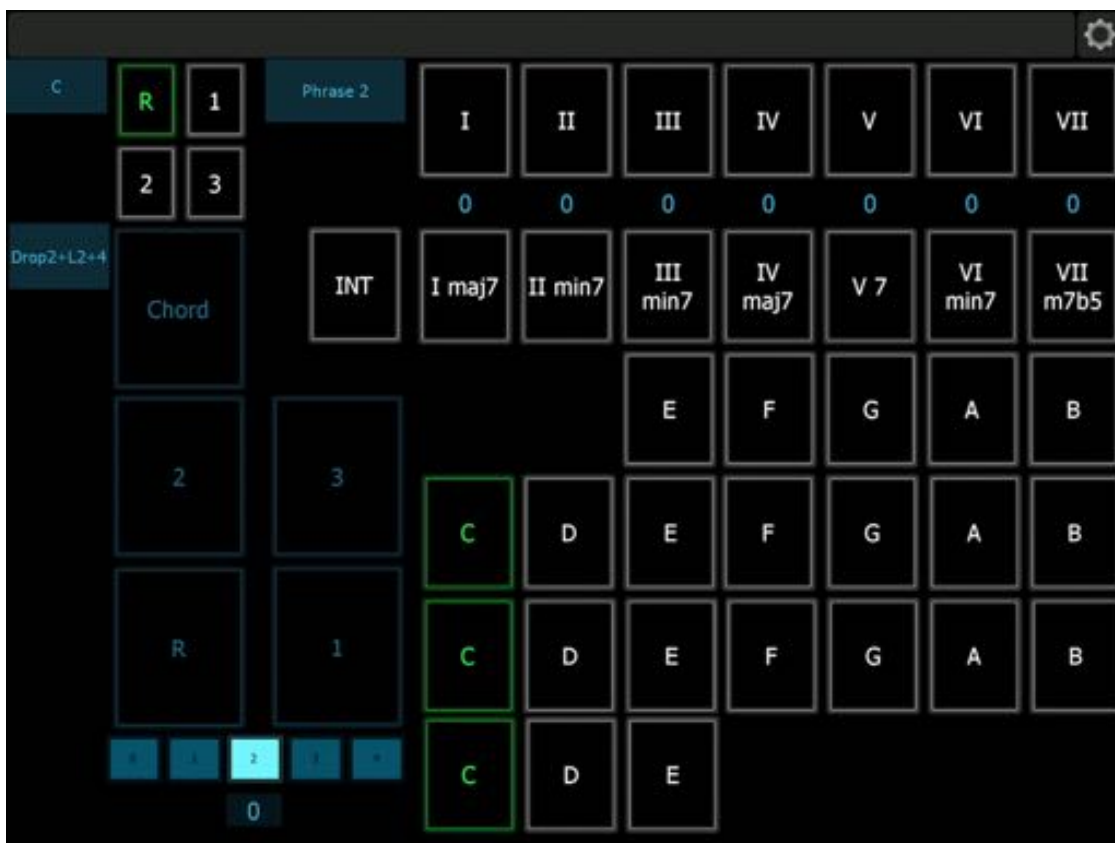 C
R
1
Phrase 2
I
II
III
IV
V
VI
VII
2
3
0
0
0
0
0
0
0
Drop2+L2+4
Chord
INT
I maj7
II min7
III
min7
IV
maj7
V 7
VI
min7
VII
m7b5
E
F
G
A
B
2
3
C
D
E
F
G
A
B
R
1
C
D
E
F
G
A
B
2
0
C
D
E